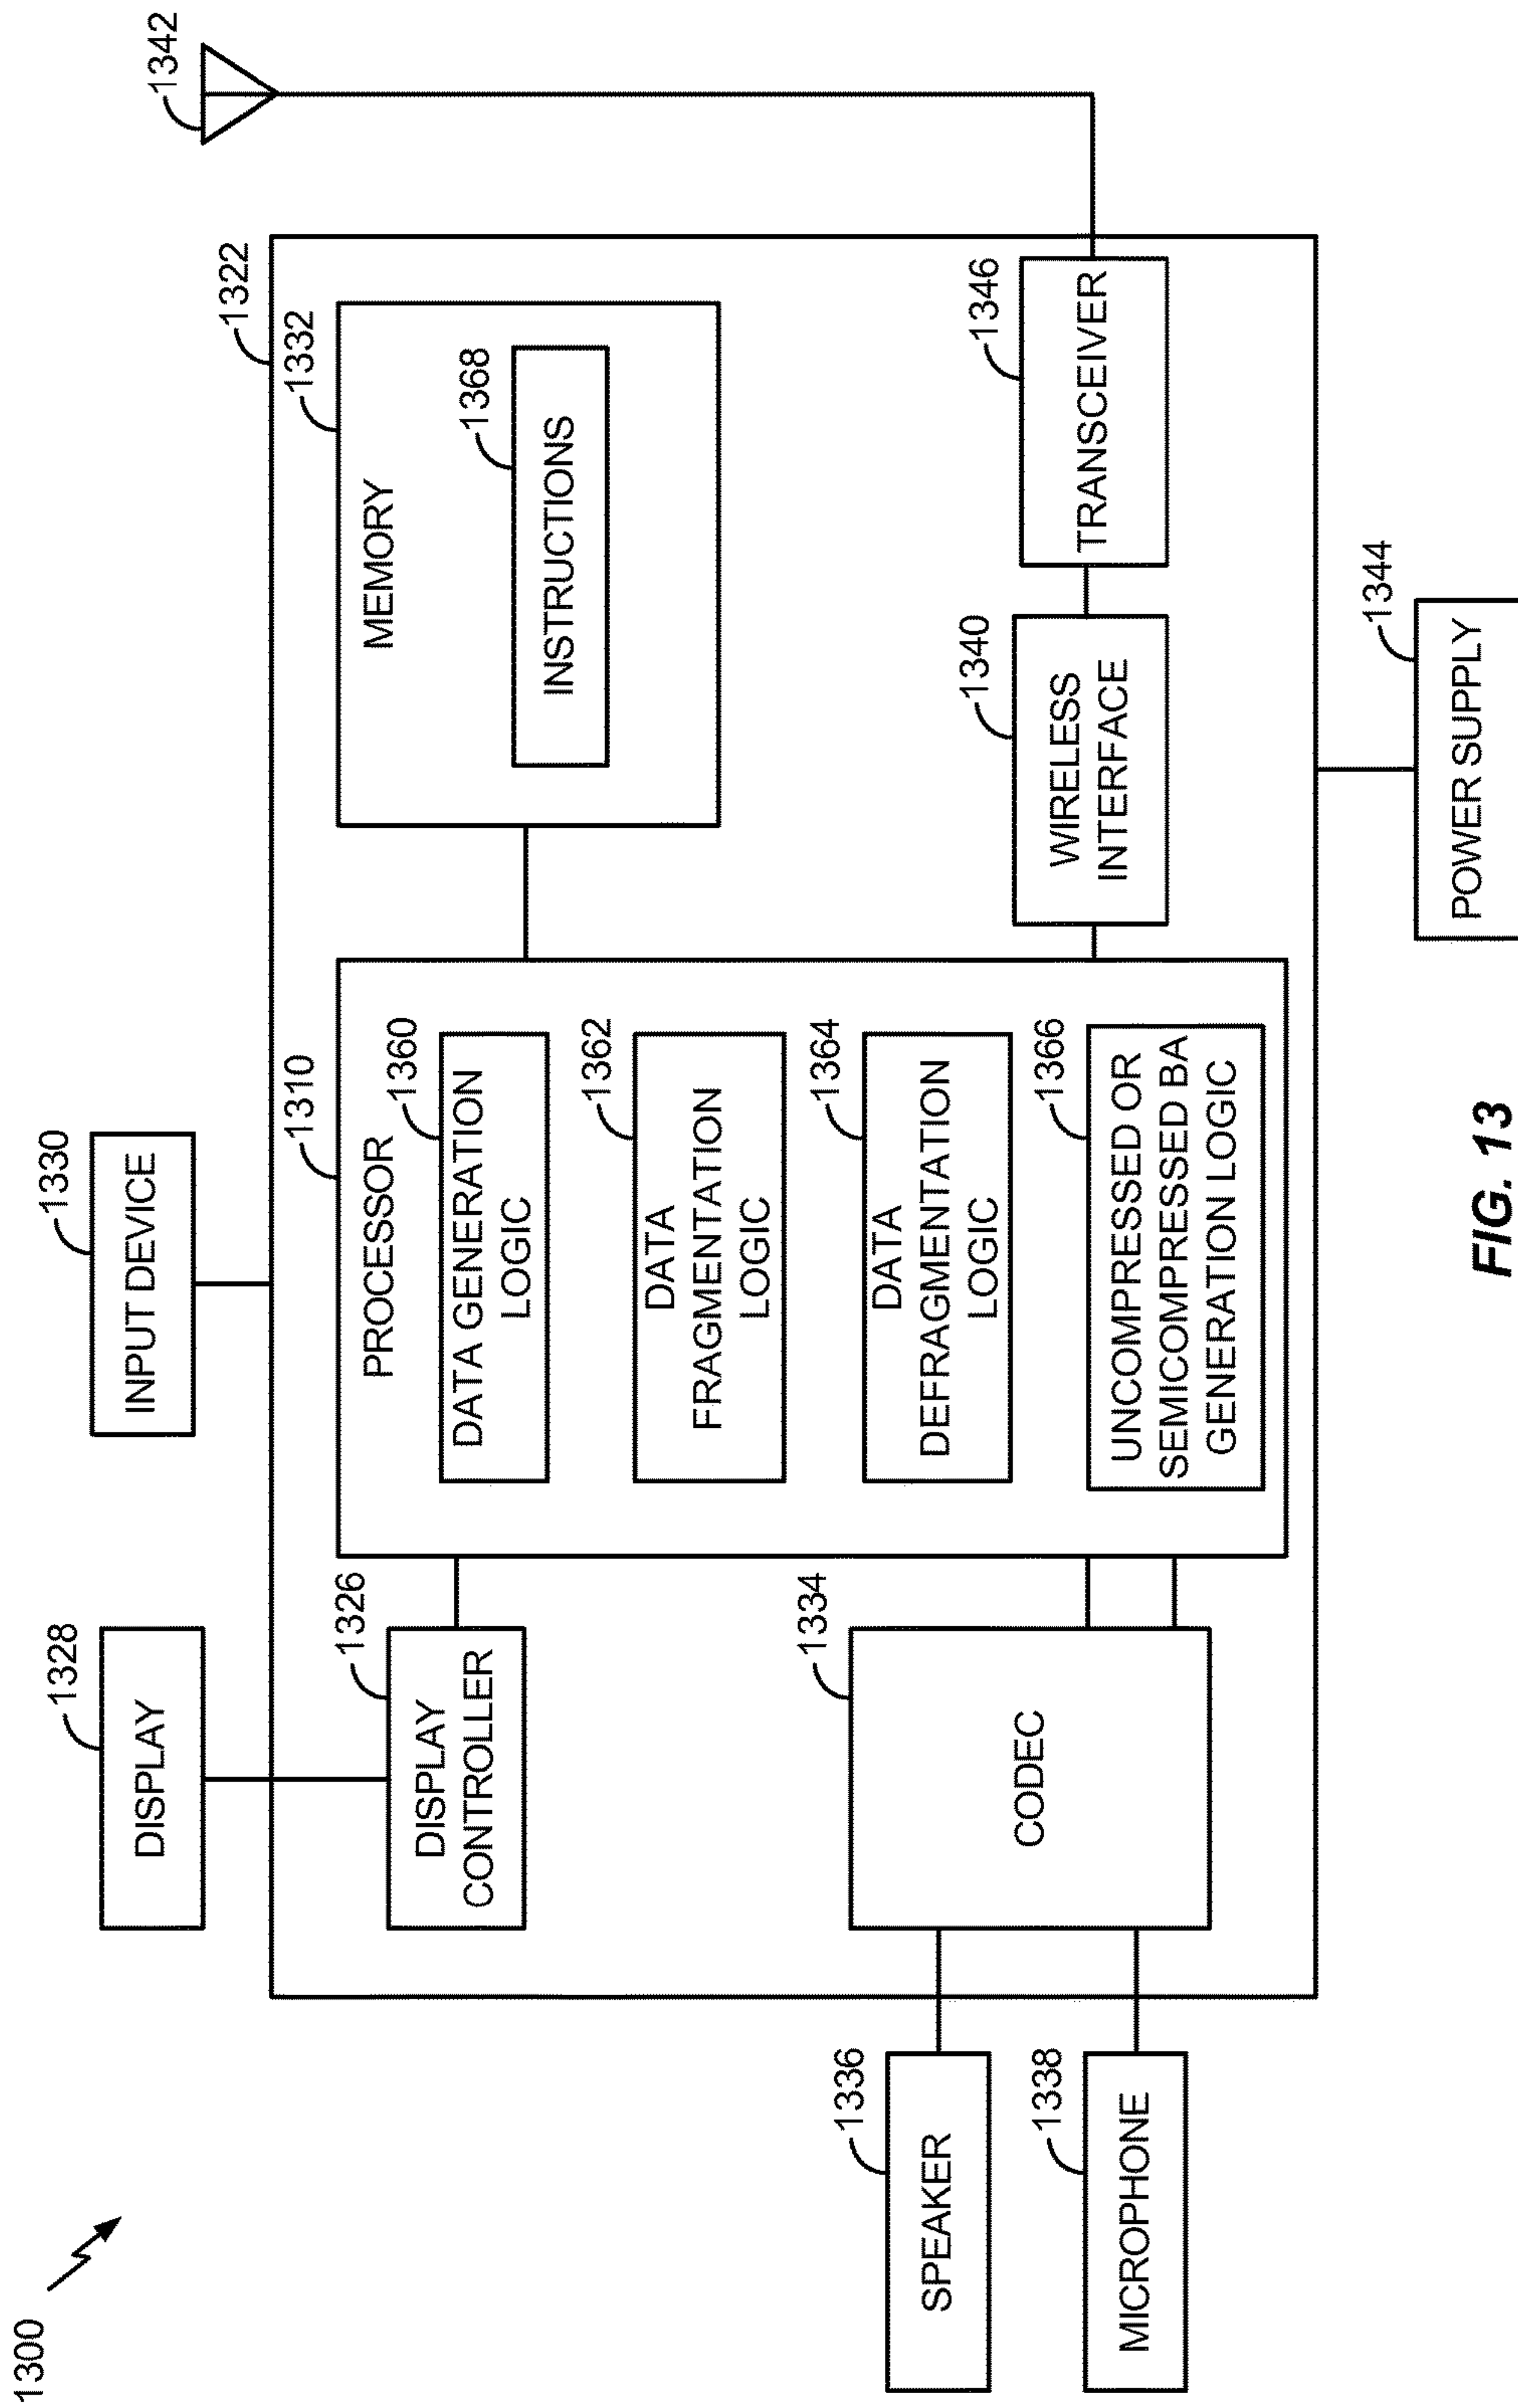 1300
1328
DISPLAY
1330
INPUT DEVICE
1342
1322
1326
DISPLAY
CONTROLLER
1310
PROCESSOR
1360
DATA GENERATION
LOGIC
1362
DATA
FRAGMENTATION
LOGIC
1364
DATA
DEFRAGMENTATION
LOGIC
1366
UNCOMPRESSED OR
SEMICOMPRESSED BA
GENERATION LOGIC
1332
MEMORY
1368
INSTRUCTIONS
1336
SPEAKER
1338
MICROPHONE
1334
CODEC
1340
WIRELESS
INTERFACE
1346
TRANSCEIVER
1344
POWER SUPPLY
FIG. 13